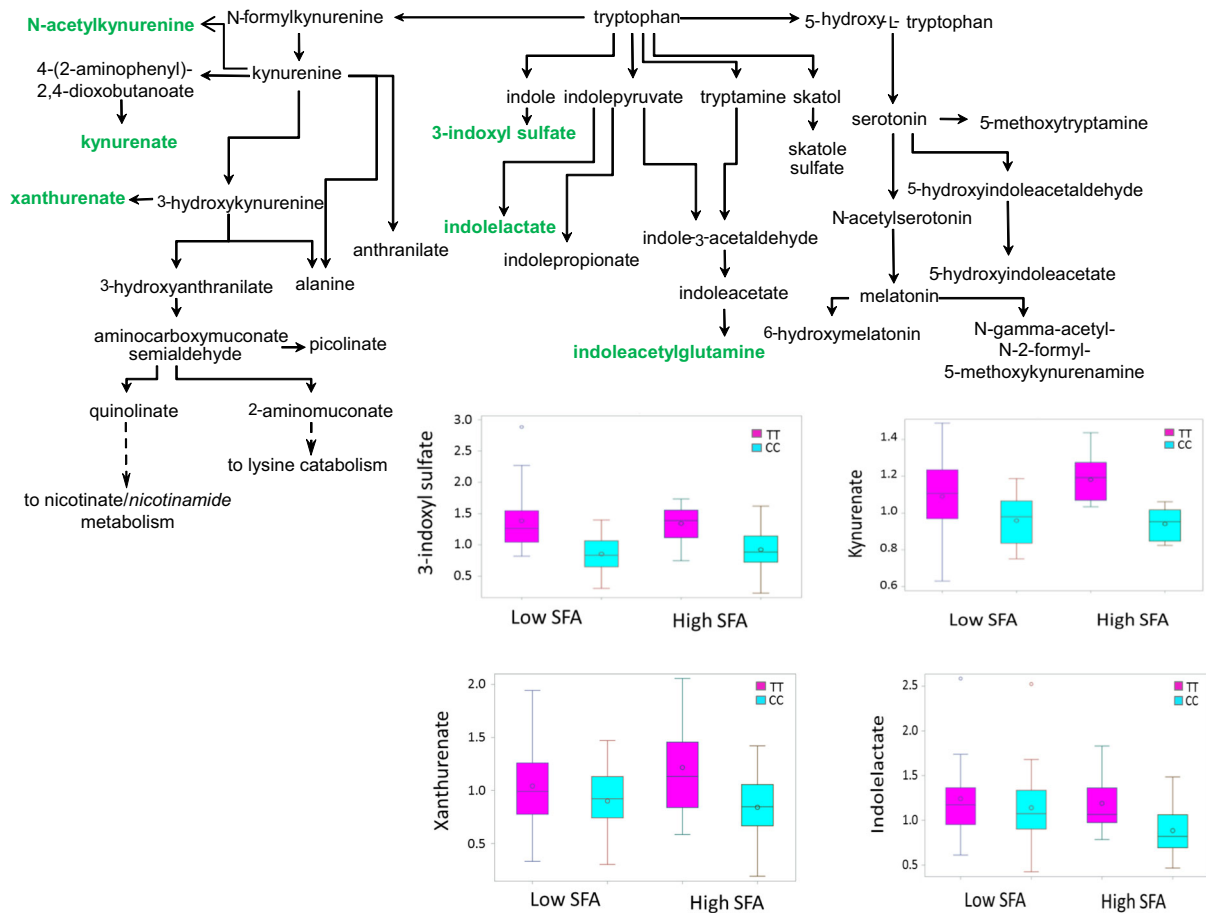 N-formylkynurenine
tryptophan
5-hydroxy-L-tryptophan
N-acetylkynurenine
4-(2-aminophenyl)-
2,4-dioxobutanoate
kynurenine
indole
indolepyruvate
tryptamine
skatol
kynurenate
3-indoxyl sulfate
skatole
sulfate
serotonin
5-methoxytryptamine
xanthurenate
3-hydroxykynurenine
indolelactate
5-hydroxyindoleacetaldehyde
N-acetylserotonin
anthranilate
indolepropionate
indole-3-acetaldehyde
3-hydroxyanthranilate
alanine
indoleacetate
5-hydroxyindoleacetate
melatonin
aminocarboxymuconate
semialdehyde
picolinate
indoleacetylglutamine
6-hydroxymelatonin
N-gamma-acetyl-
N-2-formyl-
5-methoxykynurenamine
quinolinate
2-aminomuconate
to lysine catabolism
to nicotinate/nicotinamide
metabolism
3-indoxyl sulfate
3.0
2.5
2.0
1.5
1.0
0.5
TT
CC
Low SFA
High SFA
Kynurenate
1.4
1.2
1.0
0.8
0.6
TT
CC
Low SFA
High SFA
Xanthurenate
2.0
1.5
1.0
0.5
TT
CC
Low SFA
High SFA
Indolelactate
2.5
2.0
1.5
1.0
0.5
TT
CC
Low SFA
High SFA